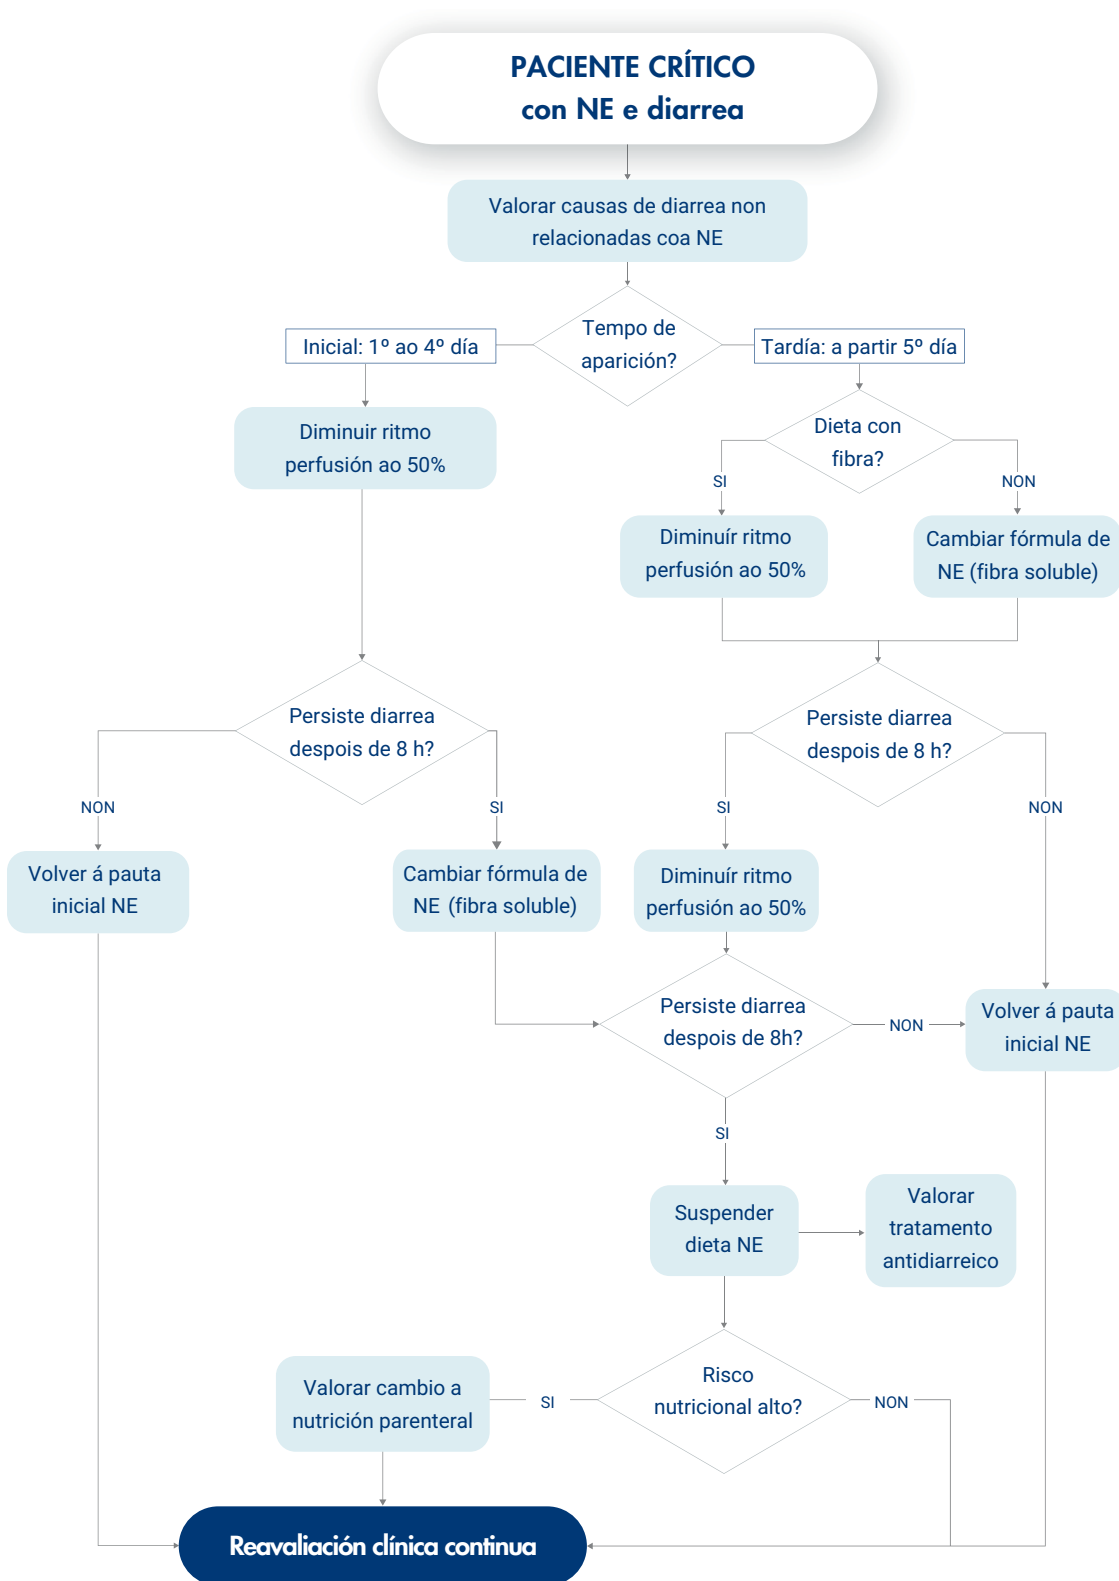 PACIENTE CRÍTICO
con NE e diarrea
Valorar causas de diarrea non
relacionadas coa NE
Tempo de
aparición?
Inicial: 1º ao 4º día
Tardía: a partir 5º día
Diminuir ritmo
perfusión ao 50%
Dieta con
fibra?
SI
NON
Diminuír ritmo
perfusión ao 50%
Cambiar fórmula de
NE (fibra soluble)
Persiste diarrea
despois de 8 h?
Persiste diarrea
despois de 8 h?
NON
SI
SI
NON
Volver á pauta
inicial NE
Cambiar fórmula de
NE (fibra soluble)
Diminuír ritmo
perfusión ao 50%
Persiste diarrea
despois de 8h?
NON
Volver á pauta
inicial NE
SI
Suspender
dieta NE
Valorar
tratamento
antidiarreico
Risco
nutricional alto?
SI
NON
Valorar cambio a
nutrición parenteral
Reavaliación clínica continua